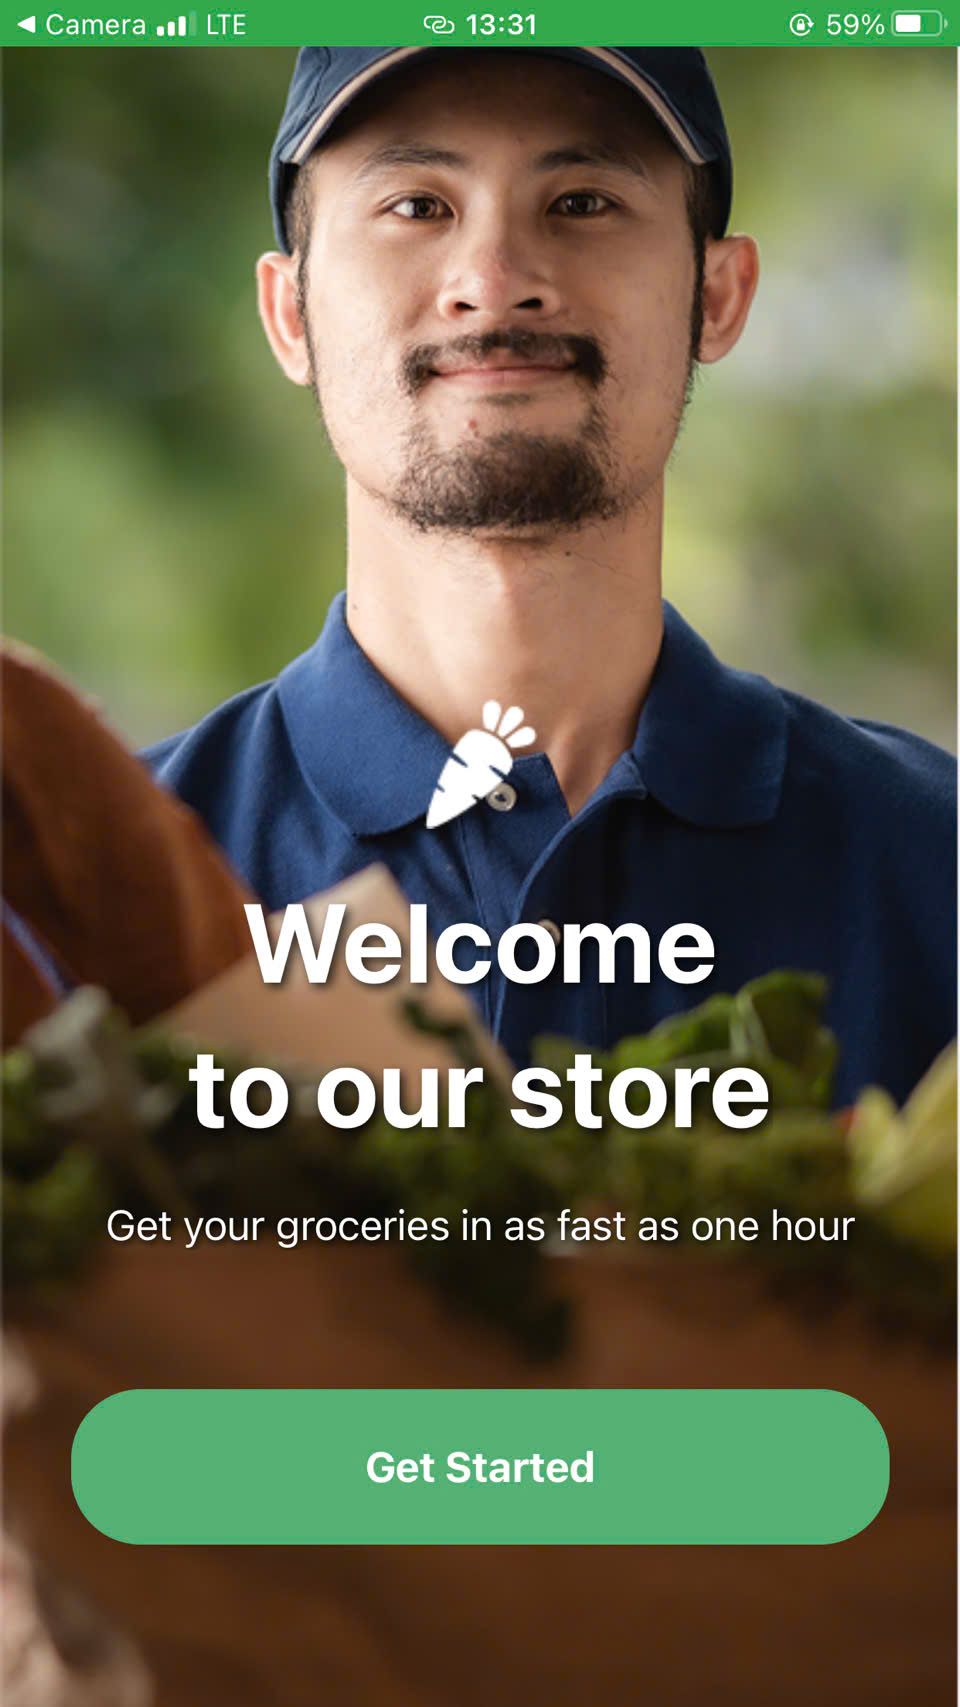 ◀ Camera LTE 13:31 59%
Welcome
to our store
Get your groceries in as fast as one hour
Get Started